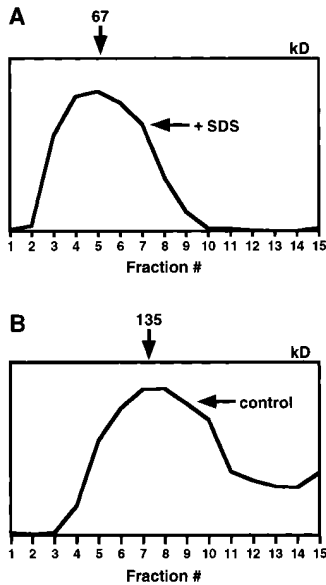 A
67
kD
+ SDS
1 2 3 4 5 6 7 8 9 10 11 12 13 14 15
Fraction #
B
135
kD
control
1 2 3 4 5 6 7 8 9 10 11 12 13 14 15
Fraction #